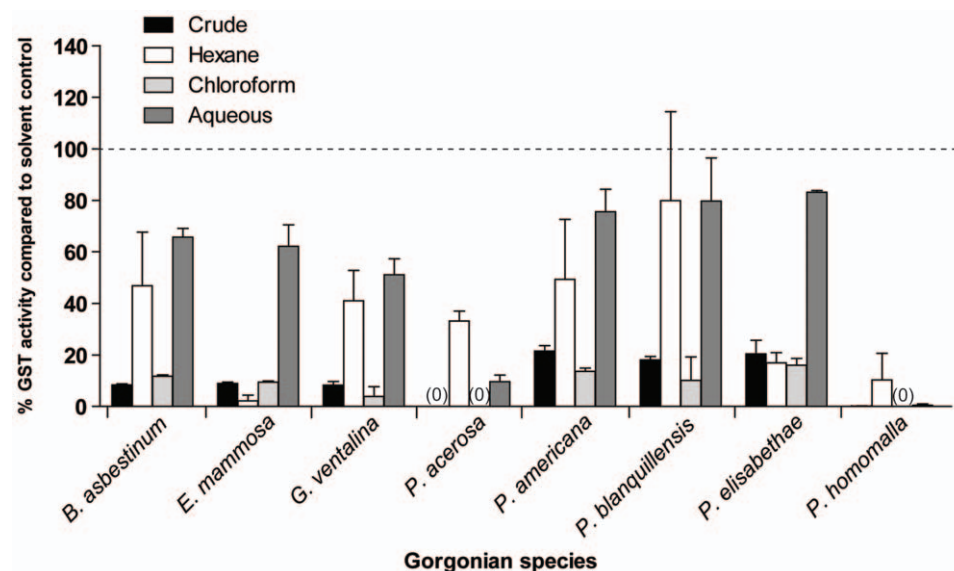 Crude
Hexane
Chloroform
Aqueous
% GST activity compared to solvent control
140
120
100
80
60
40
20
0
(0)
(0)
(0)
B. asbestinum
E. mammosa
G. ventalina
P. acerosa
P. americana
P. blanquillensis
P. elisabethae
P. homomalla
Gorgonian species